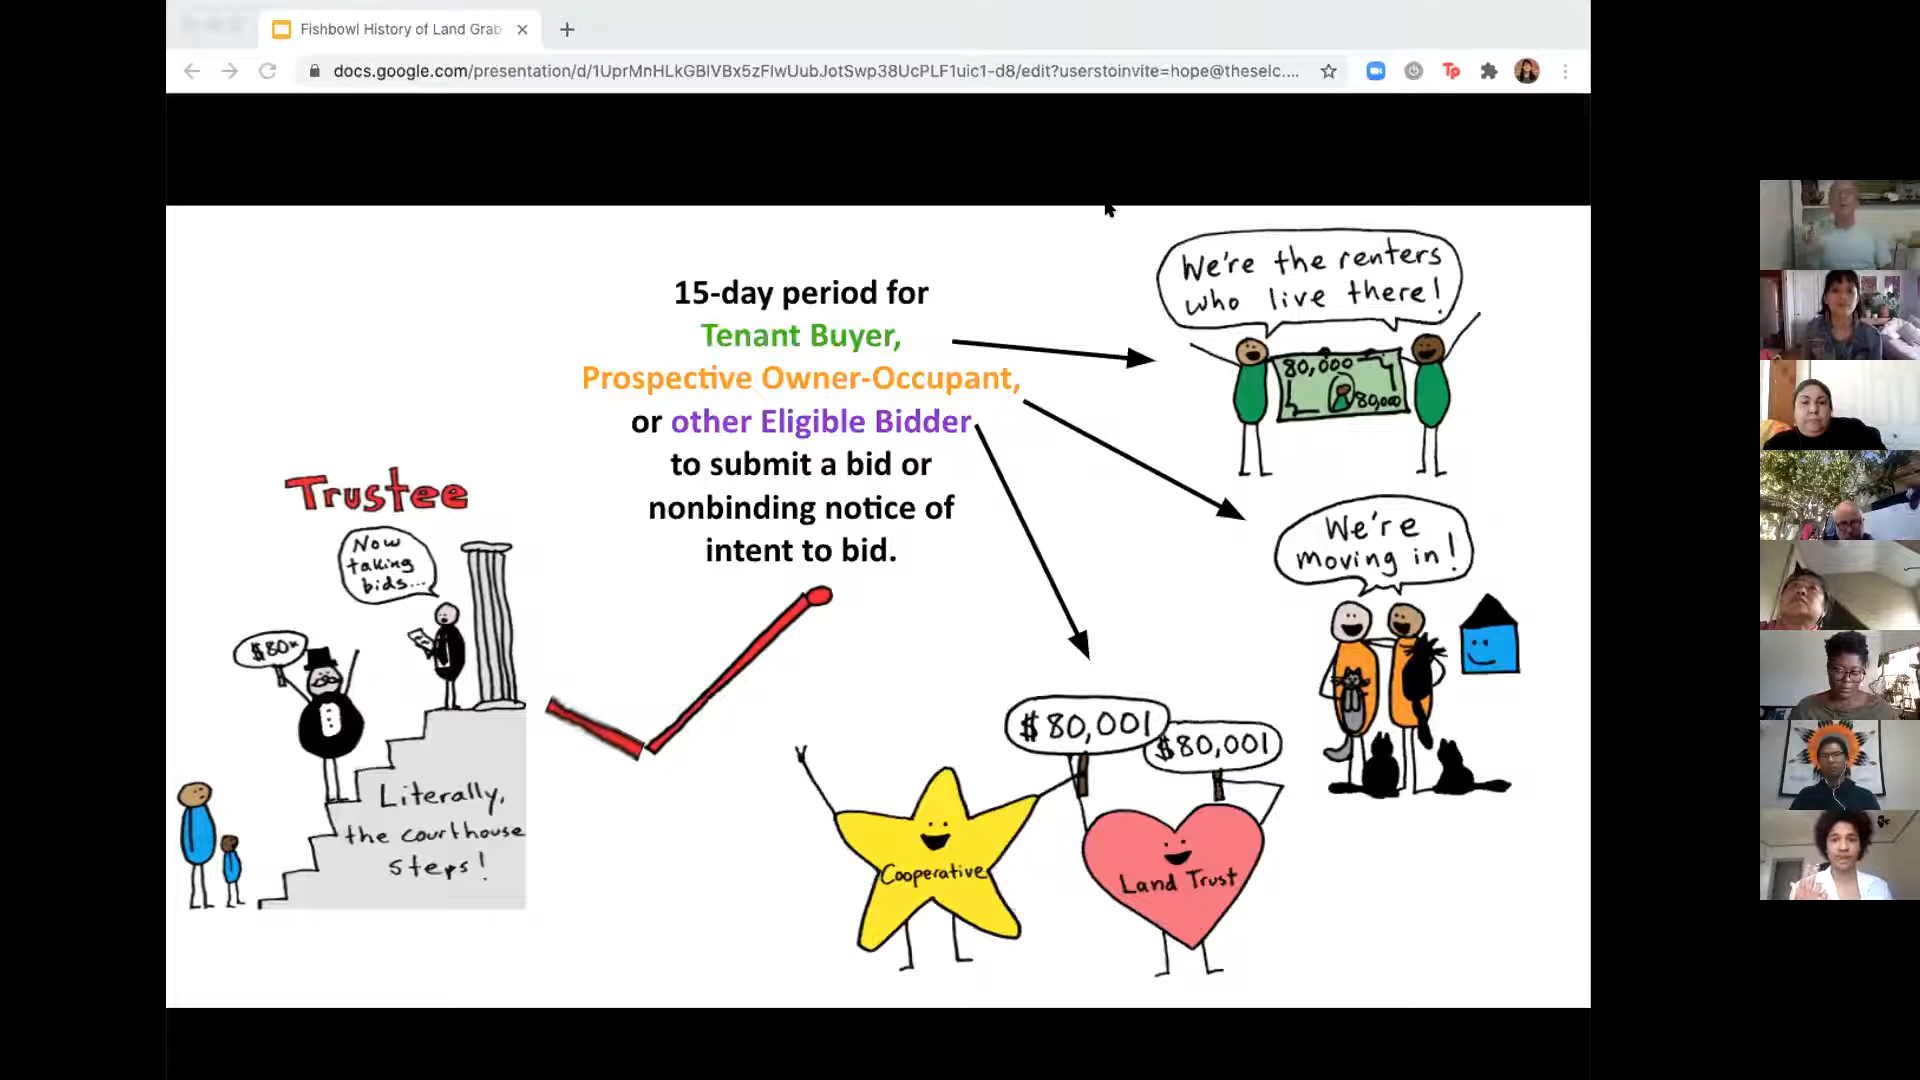 Fishbowl History of Land Grab
docs.google.com/presentation/d/1UprMnHLkGBlVBx5zFlwUubJotSwp38UcPLF1uic1-d8/edit?userstoinvite=hope@theselc....
Tp
15-day period for
Tenant Buyer,
Prospective Owner-Occupant,
or other Eligible Bidder
to submit a bid or
nonbinding notice of
intent to bid.
We're the renters
who live there!
80,000
80,000
We're
moving in!
Trustee
Now
taking
bids...
$80K
Literally,
the courthouse
steps!
$80,001
$80,001
Cooperative
Land Trust